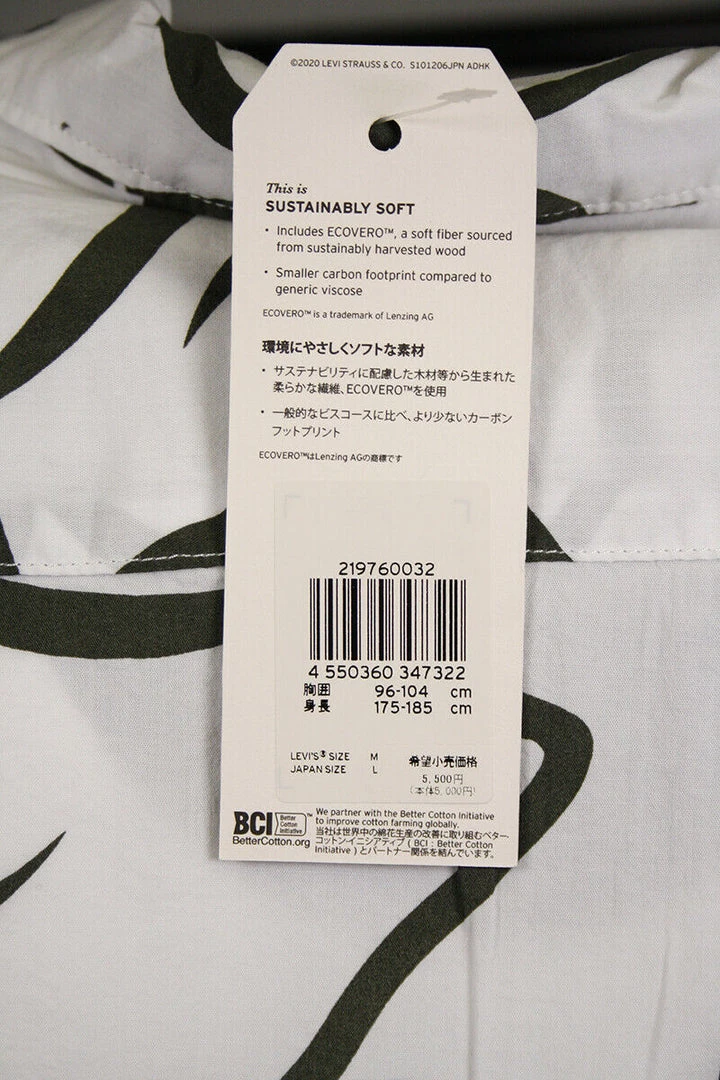 ©2020 LEVI STRAUSS & CO. S101206JPN ADHK
This is
SUSTAINABLY SOFT
• Includes ECOVERO™, a soft fiber sourced
from sustainably harvested wood
• Smaller carbon footprint compared to
generic viscose
ECOVERO™ is a trademark of Lenzing AG
環境にやさしくソフトな素材
• サステナビリティに配慮した木材等から生まれた
柔らかな繊維、ECOVERO™を使用
• 一般的なビスコースに比べ、より少ないカーボン
フットプリント
ECOVERO™はLenzing AGの商標です
219760032
4 550360 347322
胸囲 96-104 cm
身長 175-185 cm
LEVI'S® SIZE M
JAPAN SIZE L
希望小売価格
5,500円
(本体5,000円)
BCI Better Cotton Initiative™
BetterCotton.org
We partner with the Better Cotton Initiative
to improve cotton farming globally.
当社は世界中の綿花生産の改善に取り組むベター・
コットン・イニシアティブ ( BCI : Better Cotton
Initiative ) とパートナー関係を結んでいます。